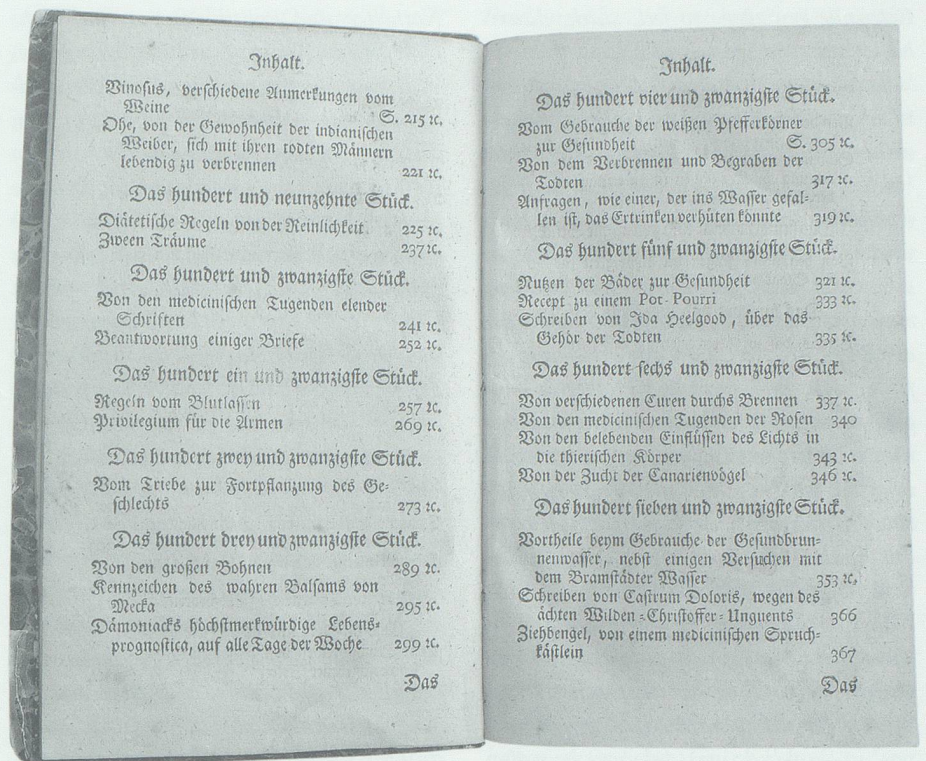 Inhalt.
Vinosus, verschiedene Anmerkungen vom
Weine S. 215 ꝛc.
Ohe, von der Gewohnheit der indianischen
Weiber, sich mit ihren todten Männern
lebendig zu verbrennen 221 ꝛc.
Das hundert und neunzehnte Stück.
Diätetische Regeln von der Reinlichkeit 225 ꝛc.
Zween Träume 237 ꝛc.
Das hundert und zwanzigste Stück.
Von den medicinischen Tugenden elender
Schriften 241 ꝛc.
Beantwortung einiger Briefe 252 ꝛc.
Das hundert ein und zwanzigste Stück.
Regeln vom Blutlassen 257 ꝛc.
Privilegium für die Armen 269 ꝛc.
Das hundert zwey und zwanzigste Stück.
Vom Triebe zur Fortpflanzung des Ge-
schlechts 273 ꝛc.
Das hundert drey und zwanzigste Stück.
Von den großen Bohnen 289 ꝛc.
Kennzeichen des wahren Balsams von
Mecka 295 ꝛc.
Dämoniacks höchstmerkwürdige Lebens-
prognostica, auf alle Tage der Woche 299 ꝛc.
Das
Inhalt.
Das hundert vier und zwanzigste Stück.
Vom Gebrauche der weißen Pfefferkörner
zur Gesundheit S. 305 ꝛc.
Von dem Verbrennen und Begraben der
Todten 317 ꝛc.
Anfragen, wie einer, der ins Wasser gefal-
len ist, das Ertrinken verhüten könnte 319 ꝛc.
Das hundert fünf und zwanzigste Stück.
Nutzen der Bäder zur Gesundheit 321 ꝛc.
Recept zu einem Pot-Pourri 333 ꝛc.
Schreiben von Ida Heelgood, über das
Gehör der Todten 335 ꝛc.
Das hundert sechs und zwanzigste Stück.
Von verschiedenen Curen durchs Brennen 337 ꝛc.
Von den medicinischen Tugenden der Rosen 340
Von den belebenden Einflüssen des Lichts in
die thierischen Körper 343 ꝛc.
Von der Zucht der Canarienvögel 346 ꝛc.
Das hundert sieben und zwanzigste Stück.
Vortheile beym Gebrauche der Gesundbrun-
nenwasser, nebst einigen Versuchen mit
dem Bramstädter Wasser 353 ꝛc.
Schreiben von Castrum Doloris, wegen des
ächten Wilden-Christoffer-Unguents 366
Ziehbengel, von einem medicinischen Spruch-
kästlein 367
Das